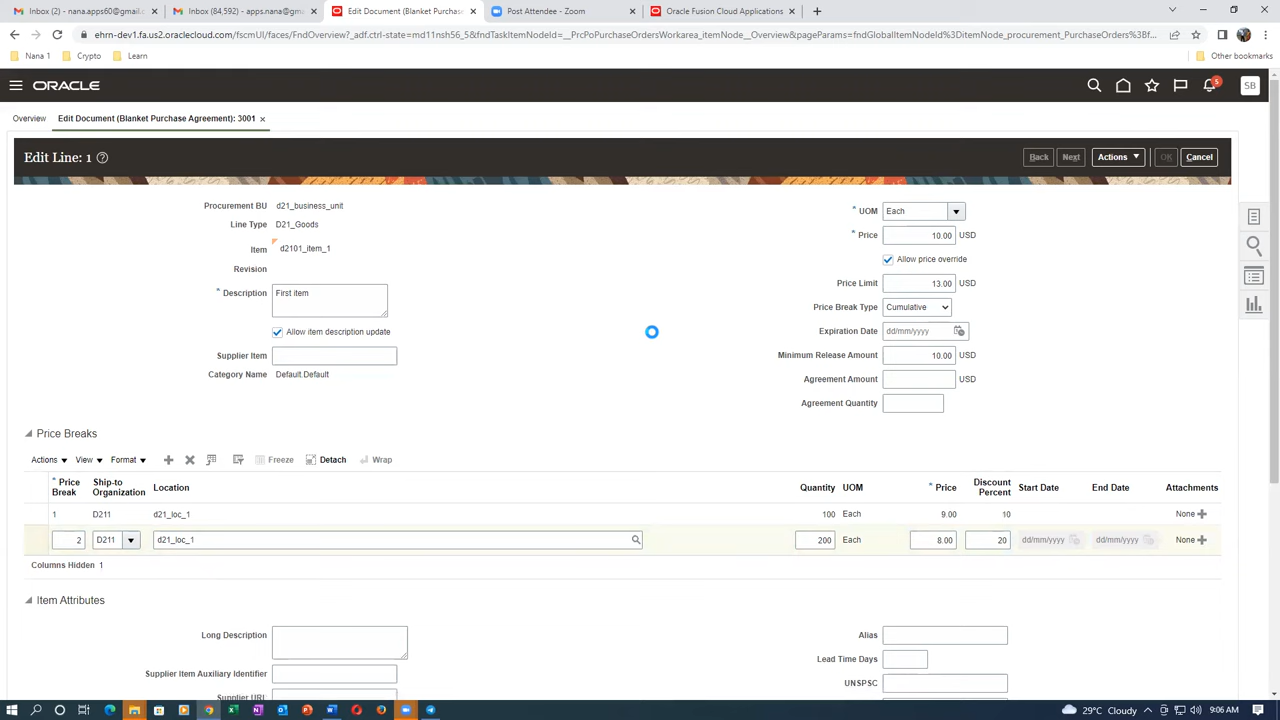 Inbox (2) - nana.apps60@gmail.com
Inbox (84,592) - apps.nana@gma
Edit Document (Blanket Purchase
Post Attendee - Zoom
Oracle Fusion Cloud Applications
ehrn-dev1.fa.us2.oraclecloud.com/fscmUI/faces/FndOverview?_adf.ctrl-state=md11nsh56_5&fndTaskItemNodeId=__PrcPoPurchaseOrdersWorkarea_itemNode__Overview&pageParams=fndGlobalItemNodeId%3DitemNode_procurement_PurchaseOrders%3Bf...
Nana 1
Crypto
Learn
Other bookmarks
ORACLE
5
SB
Overview
Edit Document (Blanket Purchase Agreement): 3001
Edit Line: 1
Back
Next
Actions
OK
Cancel
Procurement BU d21_business_unit
Line Type D21_Goods
Item d2101_item_1
Revision
* Description First item
Allow item description update
Supplier Item
Category Name Default.Default
* UOM Each
* Price 10.00 USD
Allow price override
Price Limit 13.00 USD
Price Break Type Cumulative
Expiration Date dd/mm/yyyy
Minimum Release Amount 10.00 USD
Agreement Amount USD
Agreement Quantity
Price Breaks
Actions View Format Freeze Detach Wrap
* Price Break Ship-to Organization Location Quantity UOM * Price Discount Percent Start Date End Date Attachments
1 D211 d21_loc_1 100 Each 9.00 10 None
2 D211 d21_loc_1 200 Each 8.00 20 dd/mm/yyyy dd/mm/yyyy None
Columns Hidden 1
Item Attributes
Long Description
Supplier Item Auxiliary Identifier
Supplier URL
Alias
Lead Time Days
UNSPSC
29°C Cloudy
9:06 AM